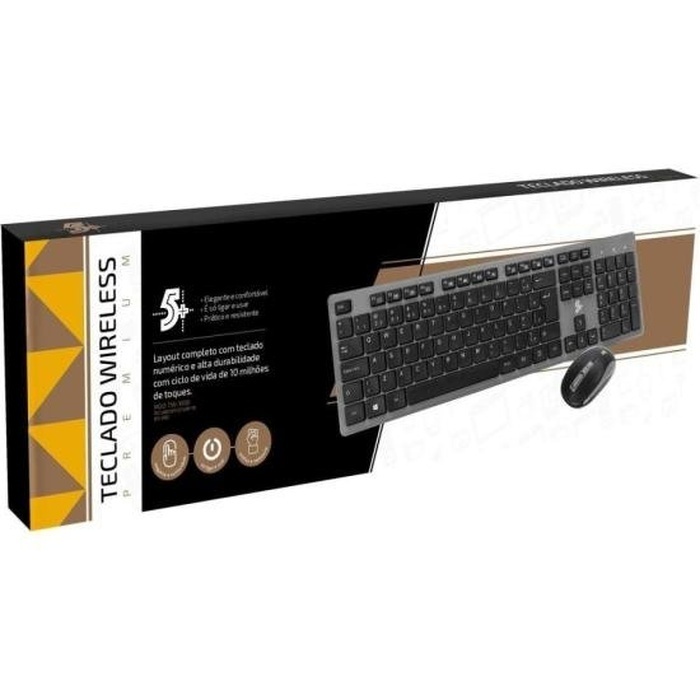 TECLADO WIRELESS
TECLADO WIRELESS
PREMIUM
5+
• Elegante e confortável
• É só ligar e usar
• Prático e resistente
Layout completo com teclado
numérico e alta durabilidade
com ciclo de vida de 10 milhões
de toques.